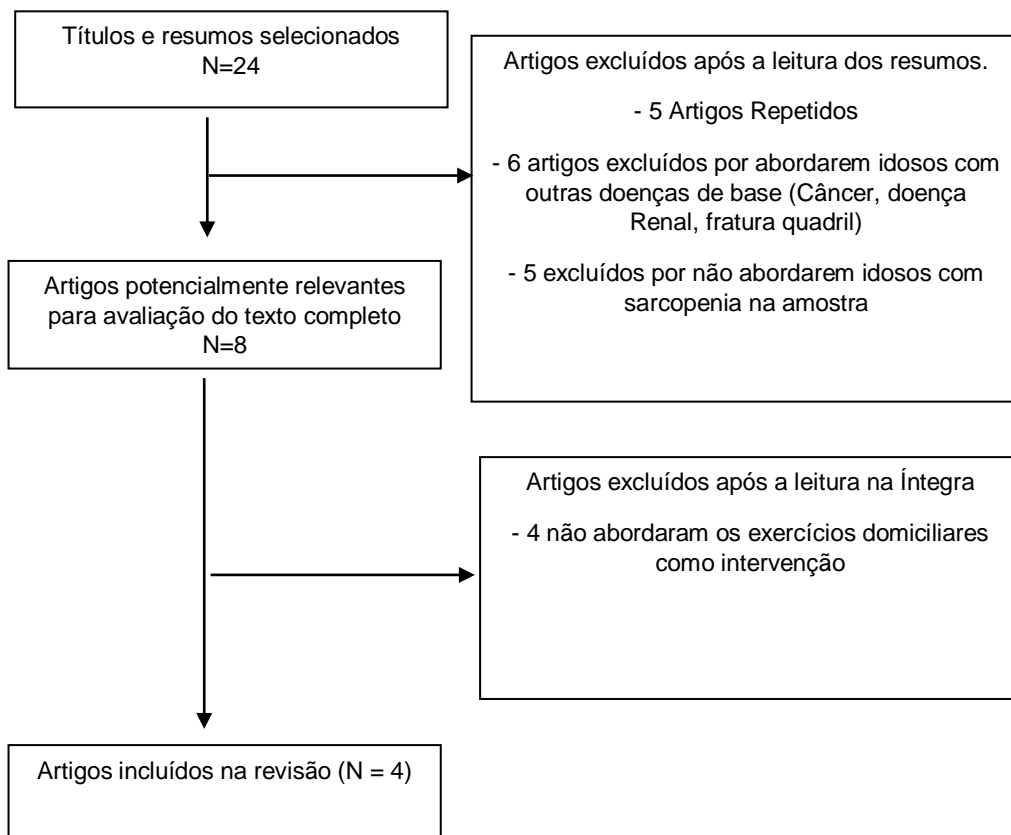 Títulos e resumos selecionados
N=24
Artigos excluídos após a leitura dos resumos.
- 5 Artigos Repetidos
- 6 artigos excluídos por abordarem idosos com
outras doenças de base (Câncer, doença
Renal, fratura quadril)
- 5 excluídos por não abordarem idosos com
sarcopenia na amostra
Artigos potencialmente relevantes
para avaliação do texto completo
N=8
Artigos excluídos após a leitura na Íntegra
- 4 não abordaram os exercícios domiciliares
como intervenção
Artigos incluídos na revisão (N = 4)